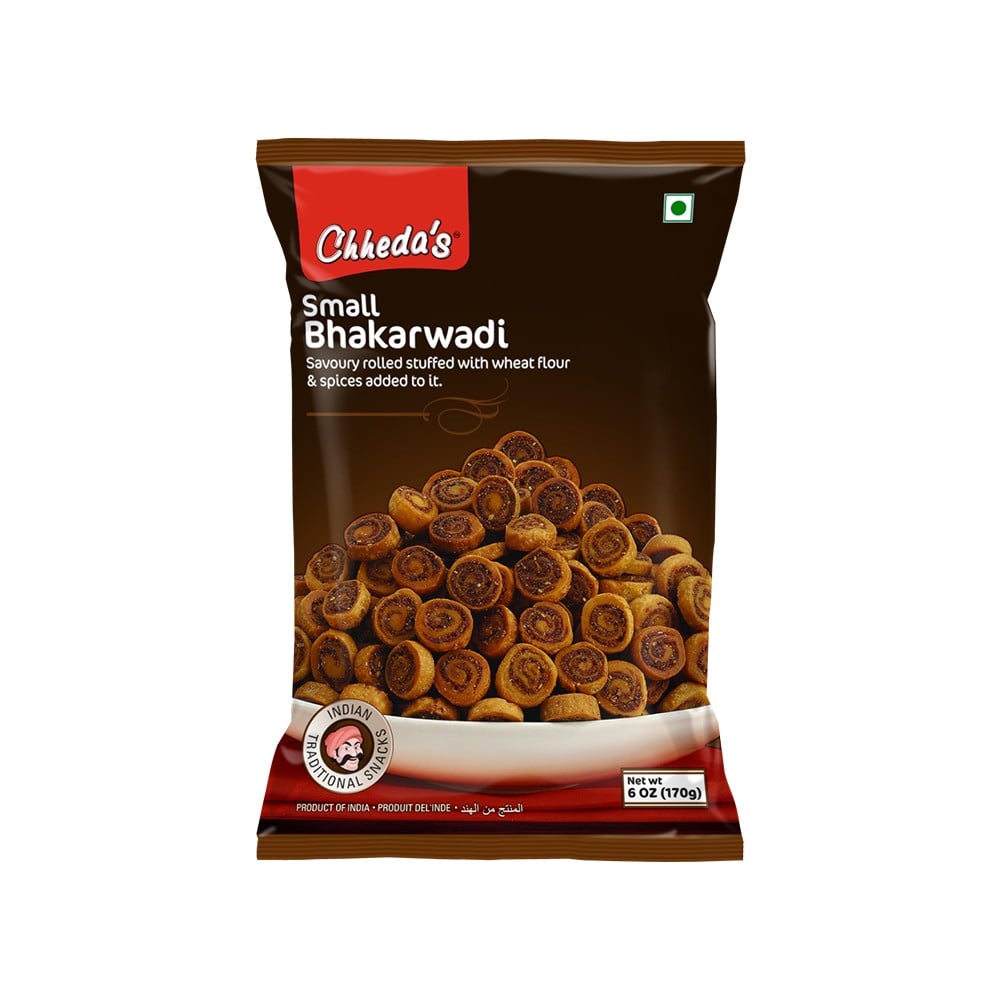 Chheda's
TM
Small
Bhakarwadi
Savoury rolled stuffed with wheat flour
& spices added to it.
INDIAN
TRADITIONAL SNACKS
Net wt
6 OZ (170g)
PRODUCT OF INDIA • PRODUIT DEL'INDE • المنتج من الهند